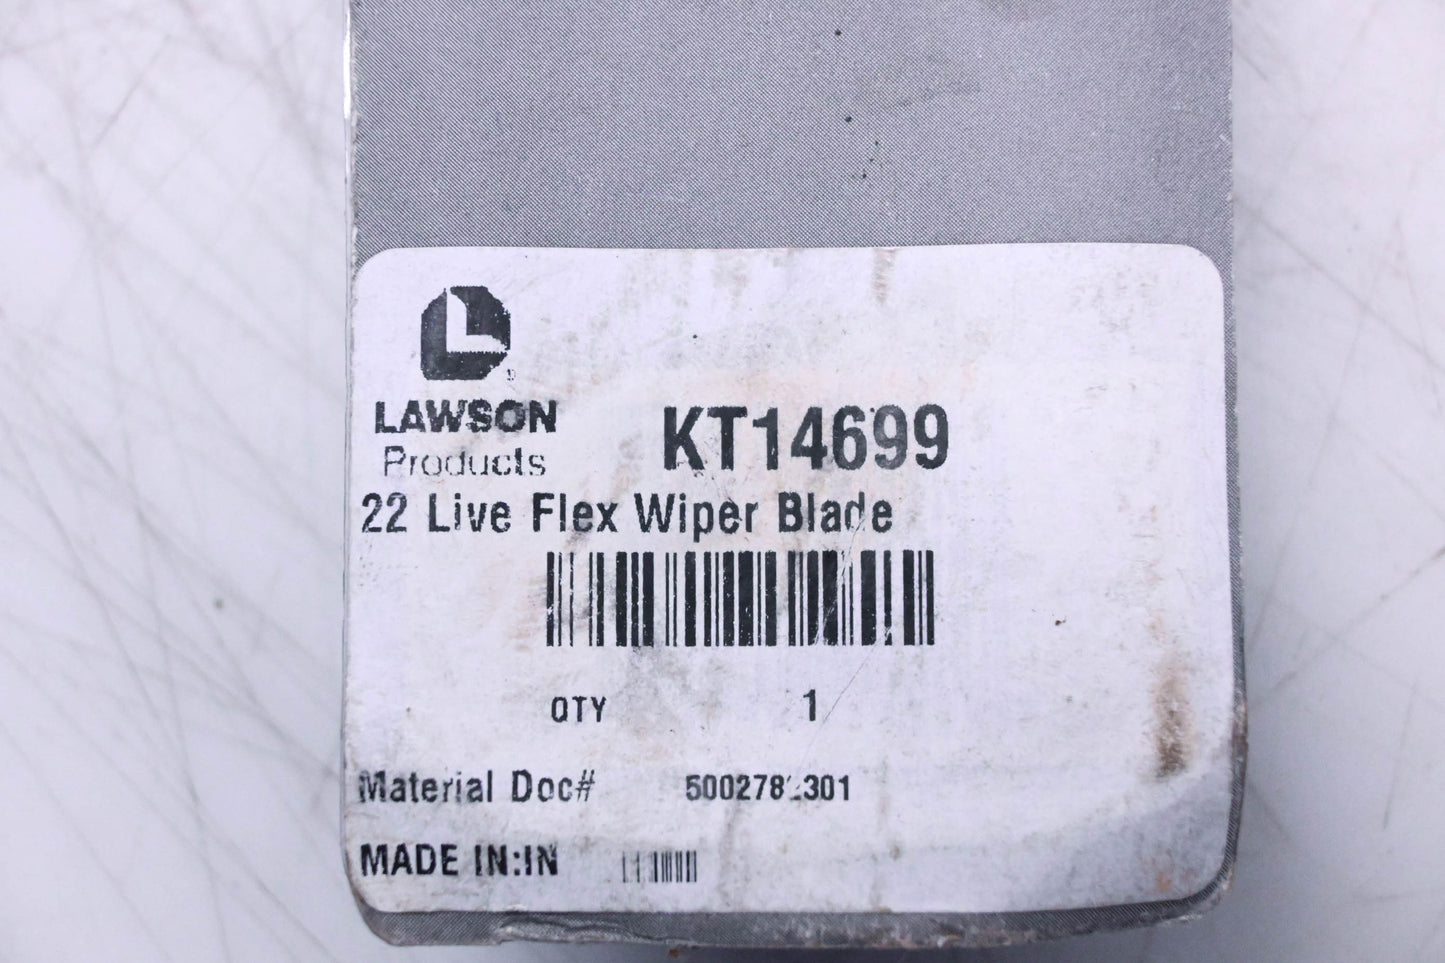 LAWSON
Products
KT14699
22 Live Flex Wiper Blade
QTY 1
Material Doc#
MADE IN:IN